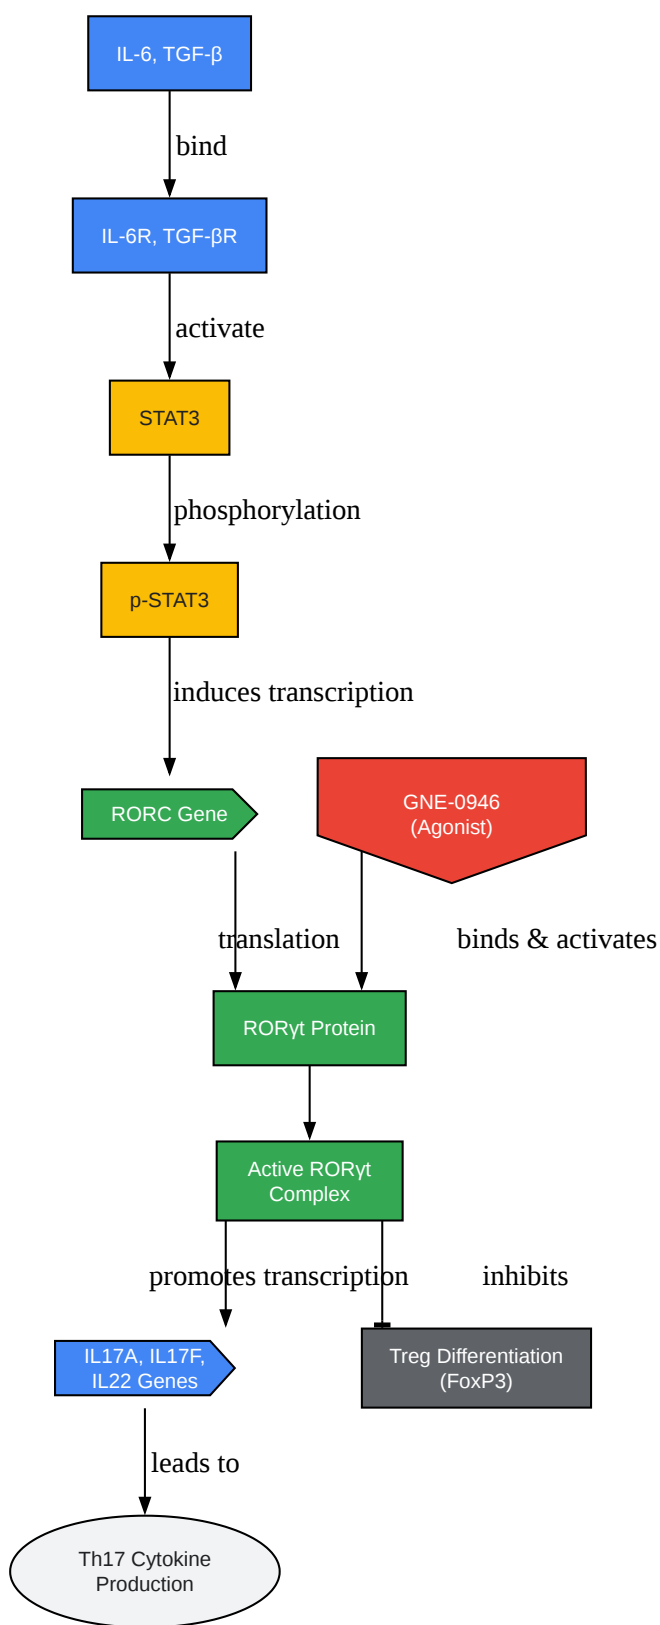 IL-6, TGF-β
bind
IL-6R, TGF-βR
activate
STAT3
phosphorylation
p-STAT3
induces transcription
RORC Gene
GNE-0946
(Agonist)
translation
binds & activates
RORγt Protein
Active RORγt
Complex
promotes transcription
inhibits
IL17A, IL17F,
IL22 Genes
Treg Differentiation
(FoxP3)
leads to
Th17 Cytokine
Production